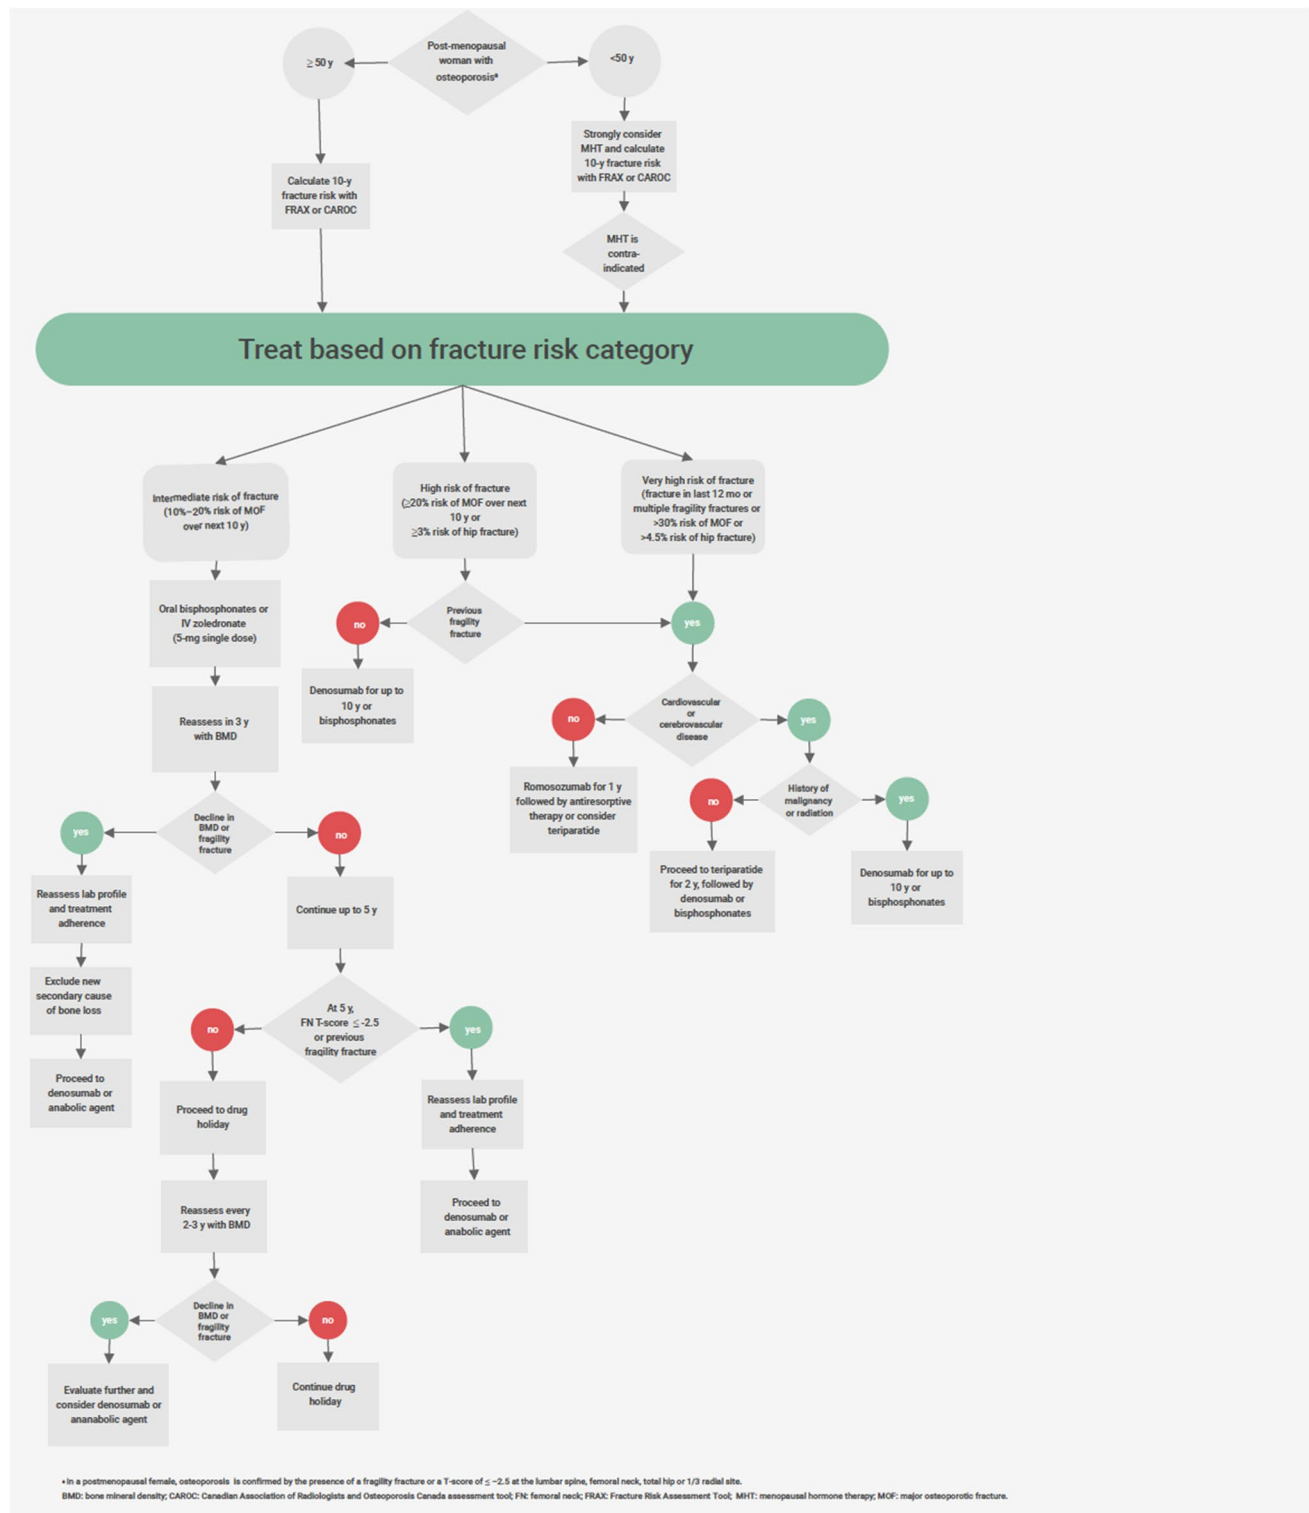 Post-menopausal
woman with
osteoporosisª
≥ 50 y
<50 y
Calculate 10-y
fracture risk with
FRAX or CAROC
Strongly consider
MHT and calculate
10-y fracture risk
with FRAX or CAROC
MHT is
contra-
indicated
Treat based on fracture risk category
Intermediate risk of fracture
(10%–20% risk of MOF
over next 10 y)
High risk of fracture
(≥20% risk of MOF over next
10 y or
≥3% risk of hip fracture)
Very high risk of fracture
(fracture in last 12 mo or
multiple fragility fractures or
>30% risk of MOF or
>4.5% risk of hip fracture)
Oral bisphosphonates or
IV zoledronate
(5-mg single dose)
Reassess in 3 y
with BMD
Decline in
BMD or
fragility
fracture
yes
no
Reassess lab profile
and treatment
adherence
Exclude new
secondary cause
of bone loss
Proceed to
denosumab or
anabolic agent
Continue up to 5 y
At 5 y,
FN T-score ≤ -2.5
or previous
fragility fracture
no
yes
Proceed to drug
holiday
Reassess every
2-3 y with BMD
Decline in
BMD or
fragility
fracture
yes
no
Evaluate further and
consider denosumab or
ananabolic agent
Continue drug
holiday
Reassess lab profile
and treatment
adherence
Proceed to
denosumab or
anabolic agent
Previous
fragility
fracture
no
yes
Denosumab for up to
10 y or
bisphosphonates
Cardiovascular
or
cerebrovascular
disease
no
yes
Romosozumab for 1 y
followed by antiresorptive
therapy or consider
teriparatide
History of
malignancy
or radiation
no
yes
Proceed to teriparatide
for 2 y, followed by
denosumab or
bisphosphonates
Denosumab for up to
10 y or
bisphosphonates
ª In a postmenopausal female, osteoporosis is confirmed by the presence of a fragility fracture or a T-score of ≤ –2.5 at the lumbar spine, femoral neck, total hip or 1/3 radial site.
BMD: bone mineral density; CAROC: Canadian Association of Radiologists and Osteoporosis Canada assessment tool; FN: femoral neck; FRAX: Fracture Risk Assessment Tool; MHT: menopausal hormone therapy; MOF: major osteoporotic fracture.